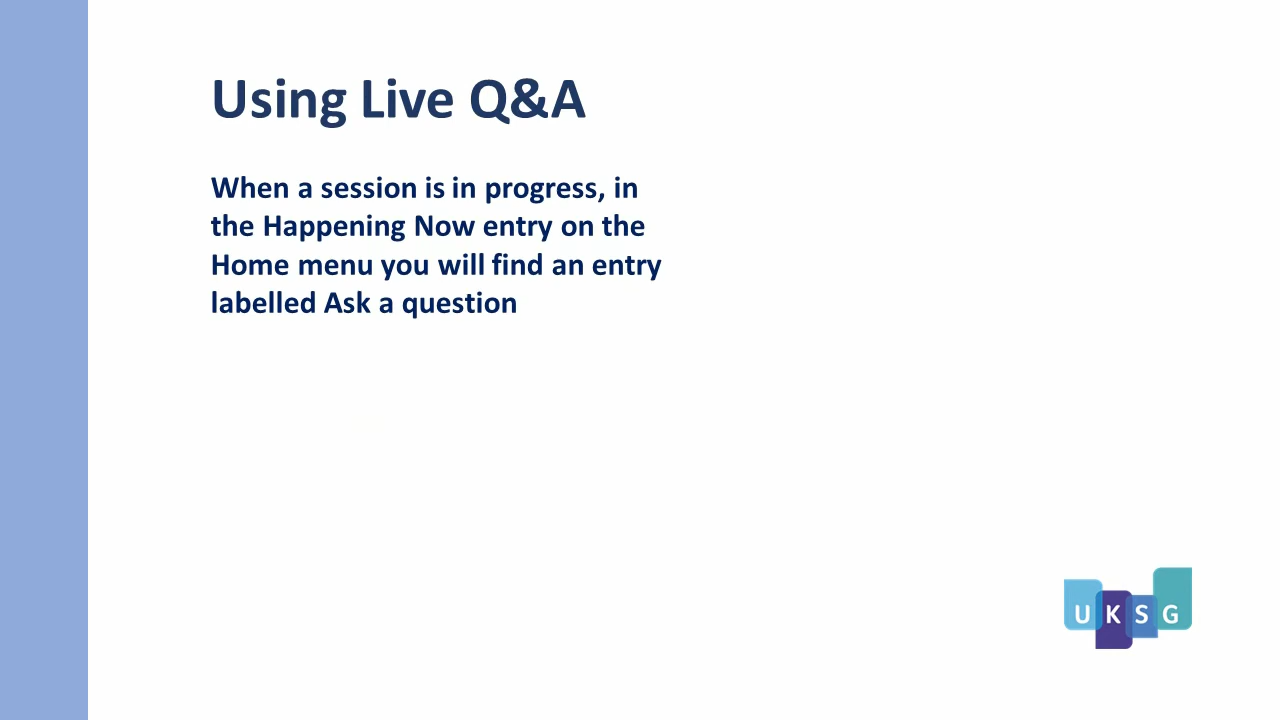 Using Live Q&A
When a session is in progress, in
the Happening Now entry on the
Home menu you will find an entry
labelled Ask a question
UKSG